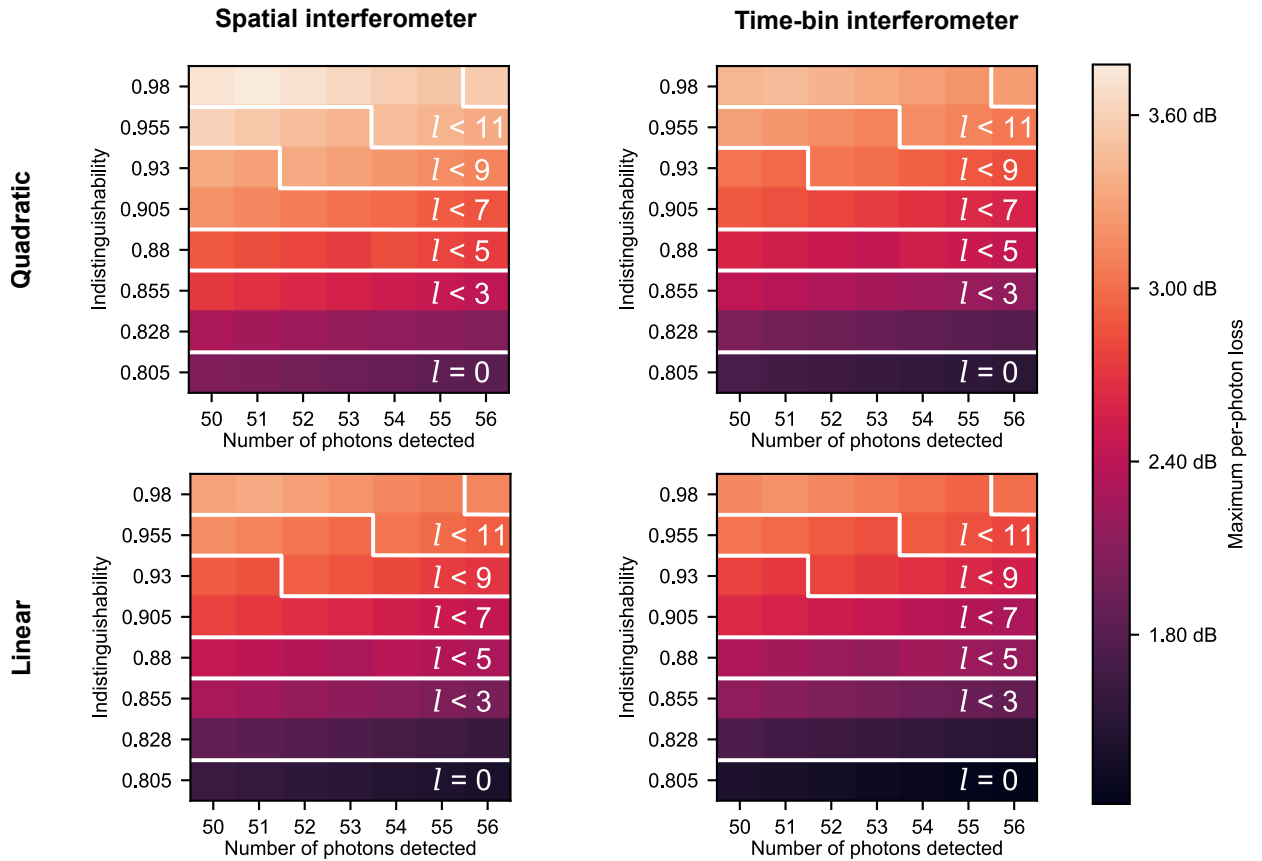 Spatial interferometer
Time-bin interferometer
Quadratic
Indistinguishability
0.98
0.955
0.93
0.905
0.88
0.855
0.828
0.805
l < 11
l < 9
l < 7
l < 5
l < 3
l = 0
50 51 52 53 54 55 56
Number of photons detected
Indistinguishability
0.98
0.955
0.93
0.905
0.88
0.855
0.828
0.805
l < 11
l < 9
l < 7
l < 5
l < 3
l = 0
50 51 52 53 54 55 56
Number of photons detected
Linear
Indistinguishability
0.98
0.955
0.93
0.905
0.88
0.855
0.828
0.805
l < 11
l < 9
l < 7
l < 5
l < 3
l = 0
50 51 52 53 54 55 56
Number of photons detected
Indistinguishability
0.98
0.955
0.93
0.905
0.88
0.855
0.828
0.805
l < 11
l < 9
l < 7
l < 5
l < 3
l = 0
50 51 52 53 54 55 56
Number of photons detected
3.60 dB
3.00 dB
2.40 dB
1.80 dB
Maximum per-photon loss